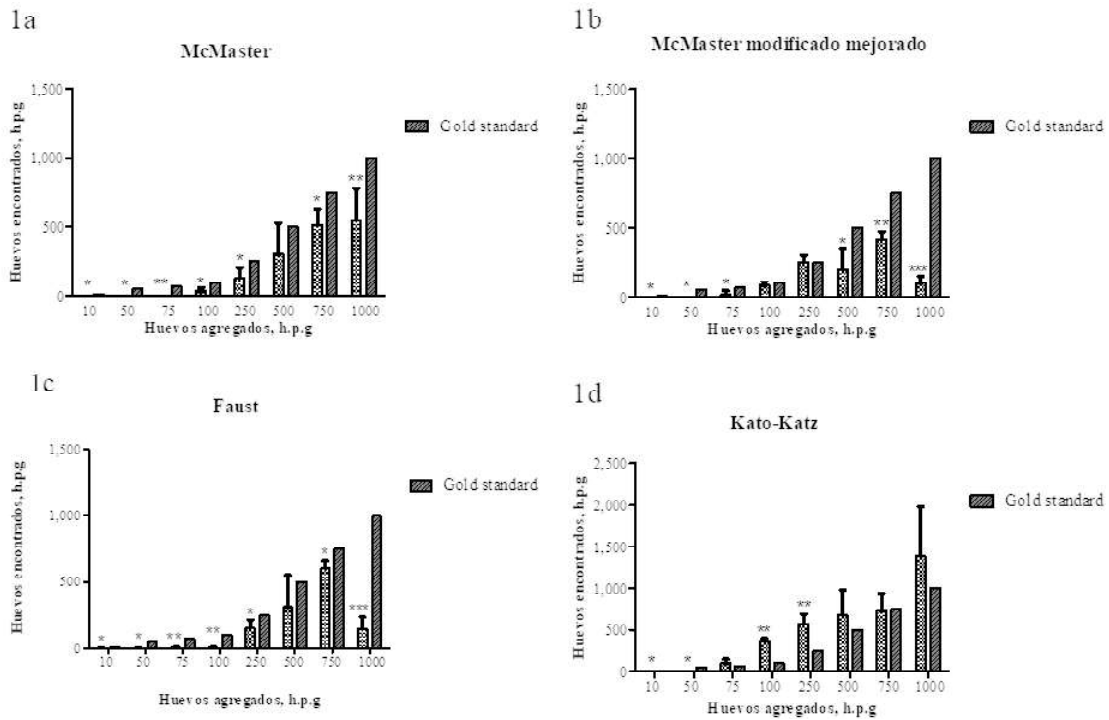 1a
McMaster
Huevos encontrados, h.p.g
1,500
1,000
500
0
* * ** * * * **
10 50 75 100 250 500 750 1000
Huevos agregados, h.p.g
Gold standard
1b
McMaster modificado mejorado
Huevos encontrados, h.p.g
1,500
1,000
500
0
* * * * ** ***
10 50 75 100 250 500 750 1000
Huevos agregados, h.p.g
Gold standard
1c
Faust
Huevos encontrados, h.p.g
1,500
1,000
500
0
* * ** ** * * ***
10 50 75 100 250 500 750 1000
Huevos agregados, h.p.g
Gold standard
1d
Kato-Katz
Huevos encontrados, h.p.g
2,500
2,000
1,500
1,000
500
0
* * ** **
10 50 75 100 250 500 750 1000
Huevos agregados, h.p.g
Gold standard